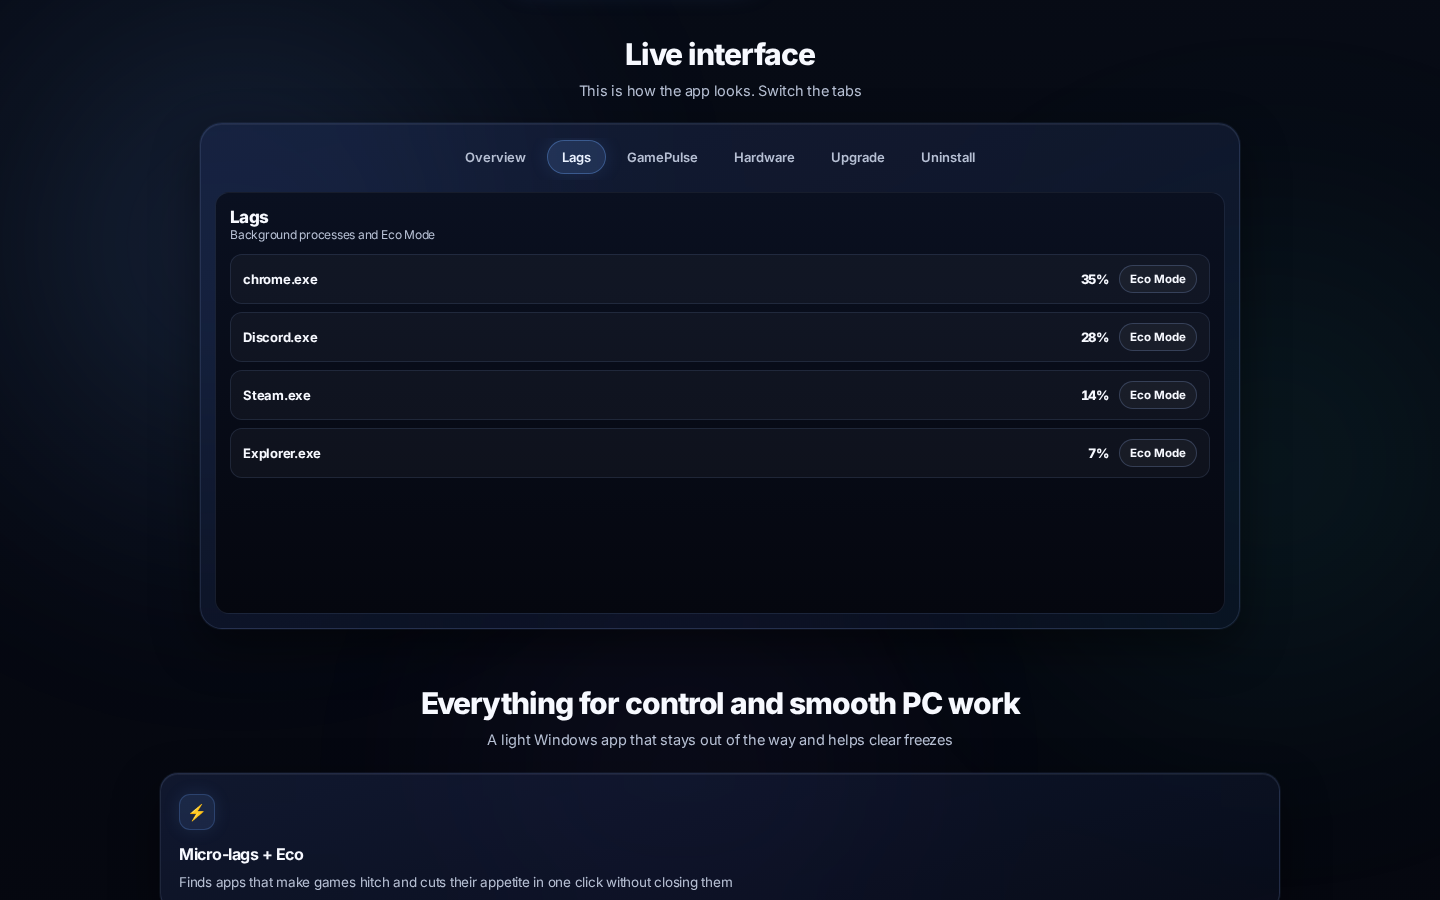 Live interface
This is how the app looks. Switch the tabs
Overview Lags GamePulse Hardware Upgrade Uninstall
Lags
Background processes and Eco Mode
chrome.exe 35% Eco Mode
Discord.exe 28% Eco Mode
Steam.exe 14% Eco Mode
Explorer.exe 7% Eco Mode
Everything for control and smooth PC work
A light Windows app that stays out of the way and helps clear freezes
Micro-lags + Eco
Finds apps that make games hitch and cuts their appetite in one click without closing them